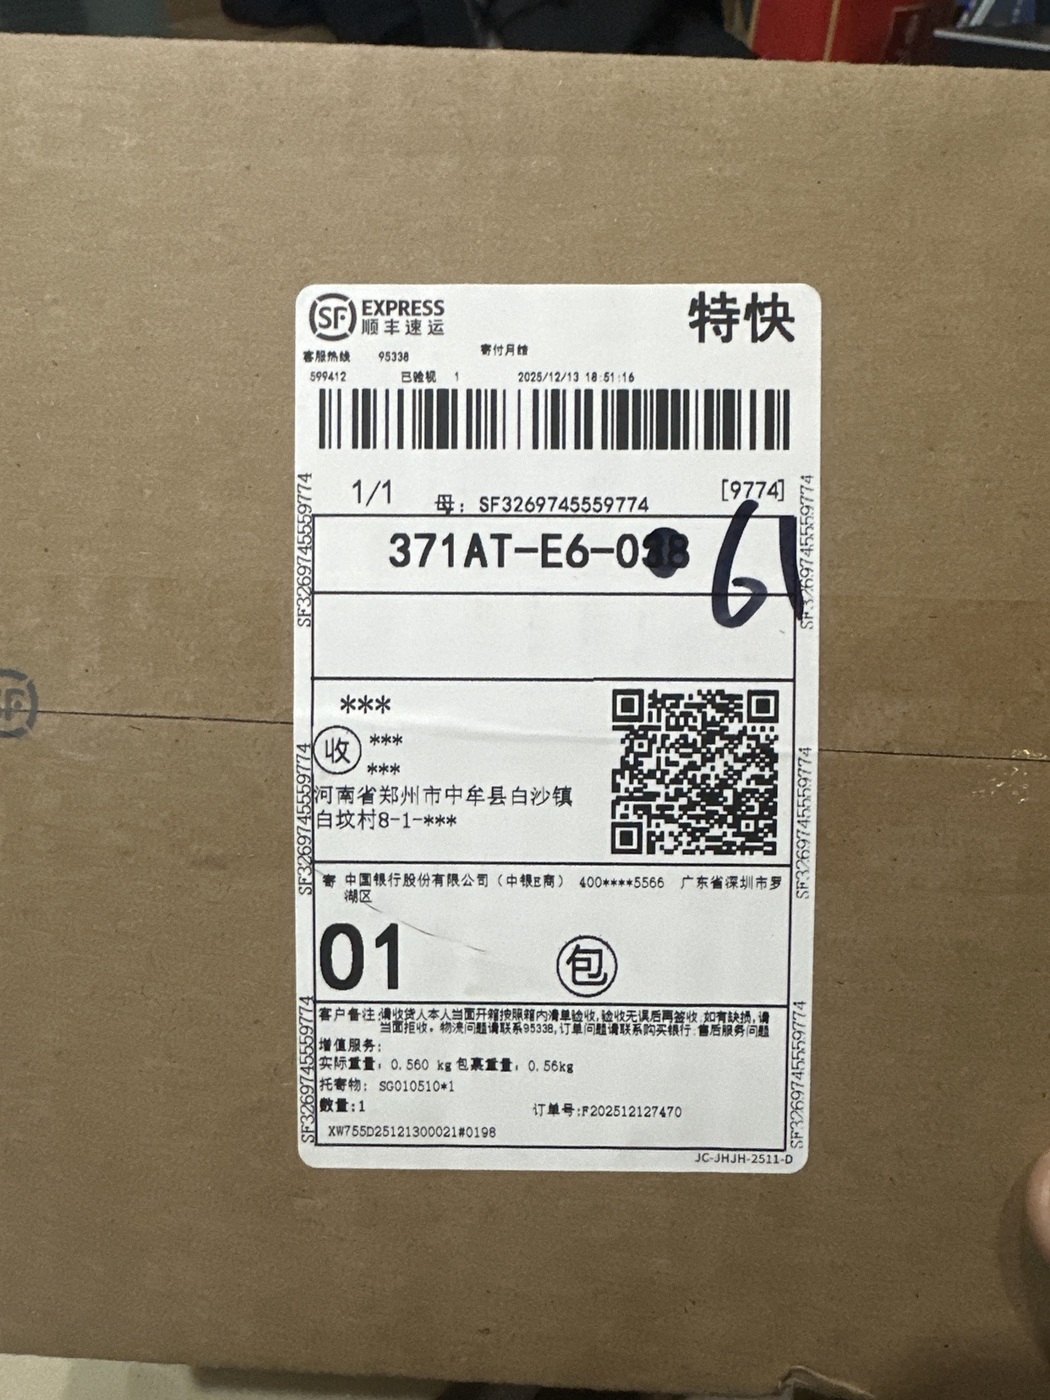 SF EXPRESS
顺丰速运
特快
客服热线 95338 寄付月结
599412 已验视 1 2025/12/13 18:51:16
1/1 母: SF3269745559774 [9774]
371AT-E6-038
61
***
收 ***
***
河南省郑州市中牟县白沙镇
白坟村8-1-***
寄 中国银行股份有限公司（中银E商） 400****5566 广东省深圳市罗
湖区
01 包
客户备注:请收货人本人当面开箱按照箱内清单验收,验收无误后再签收,如有缺损,请
当面拒收。物流问题请联系95338,订单问题请联系购买银行,售后服务问题
增值服务:
实际重量: 0.560 kg 包裹重量: 0.56kg
托寄物: SG010510*1
数量:1 订单号:F202512127470
XW755D25121300021#0198
JC-JHJH-2511-D
SF3269745559774
SF3269745559774
SF3269745559774
SF3269745559774
SF3269745559774
SF3269745559774
SF